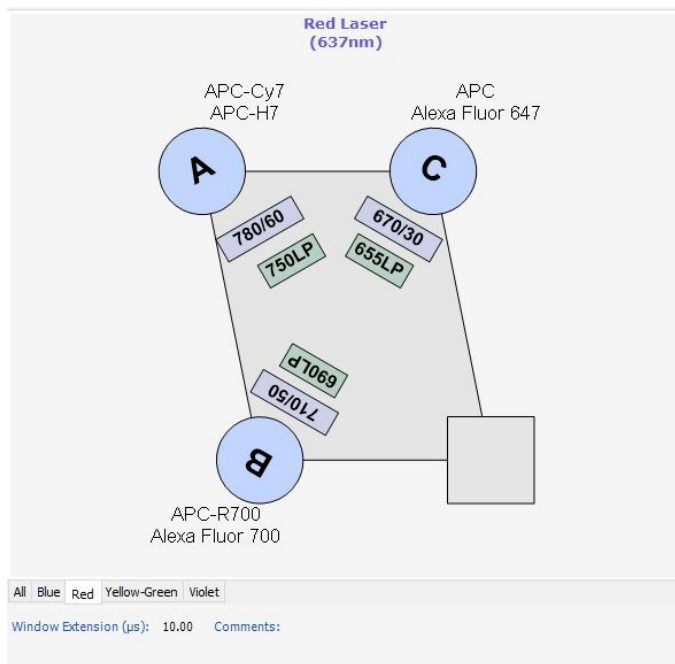 Red Laser
(637nm)
APC-Cy7
APC-H7
APC
Alexa Fluor 647
A
C
780/60
670/30
750LP
655LP
690LP
710/50
B
APC-R700
Alexa Fluor 700
All Blue Red Yellow-Green Violet
Window Extension (µs): 10.00 Comments: